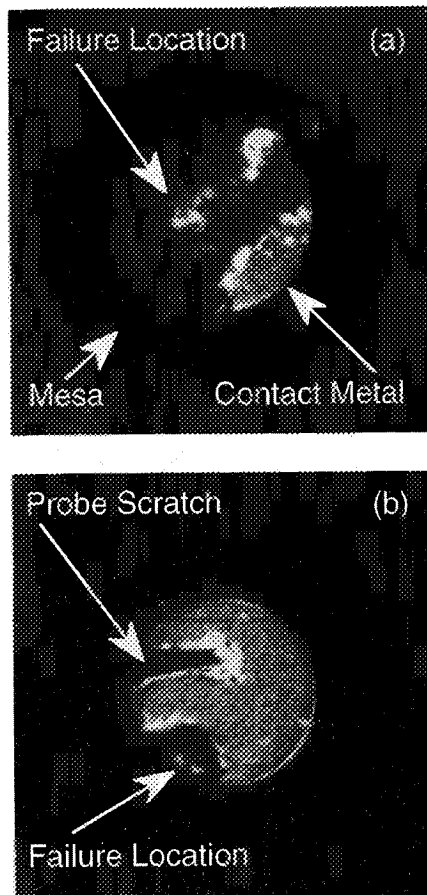 Failure Location (a)
Mesa Contact Metal
Probe Scratch (b)
Failure Location